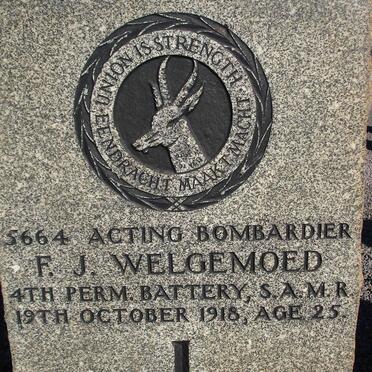 UNION IS STRENGTH
EENDRACHT MAAKT MACHT
5664 ACTING BOMBARDIER
F. J. WELGEMOED
4TH PERM. BATTERY, S.A.M.R
19TH OCTOBER 1918, AGE 25.